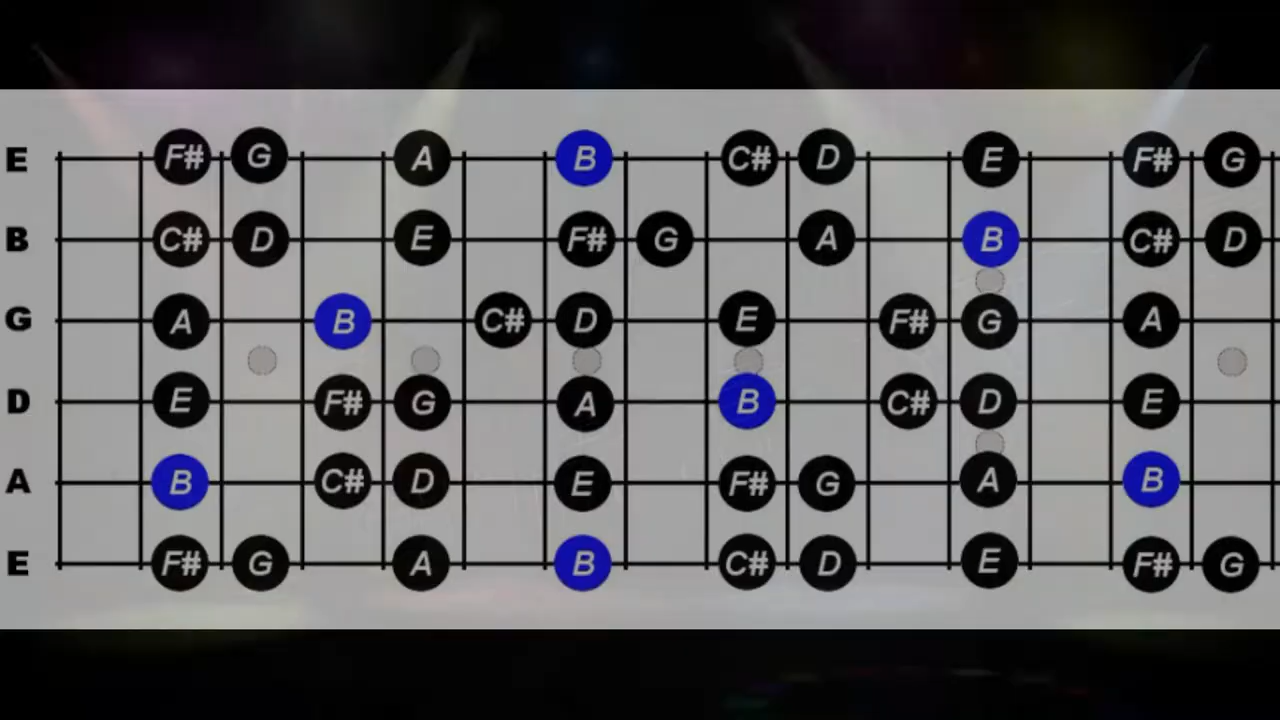 E F# G A B C# D E F# G
B C# D E F# G A B C# D
G A B C# D E F# G A
D E F# G A B C# D E
A B C# D E F# G A B
E F# G A B C# D E F# G